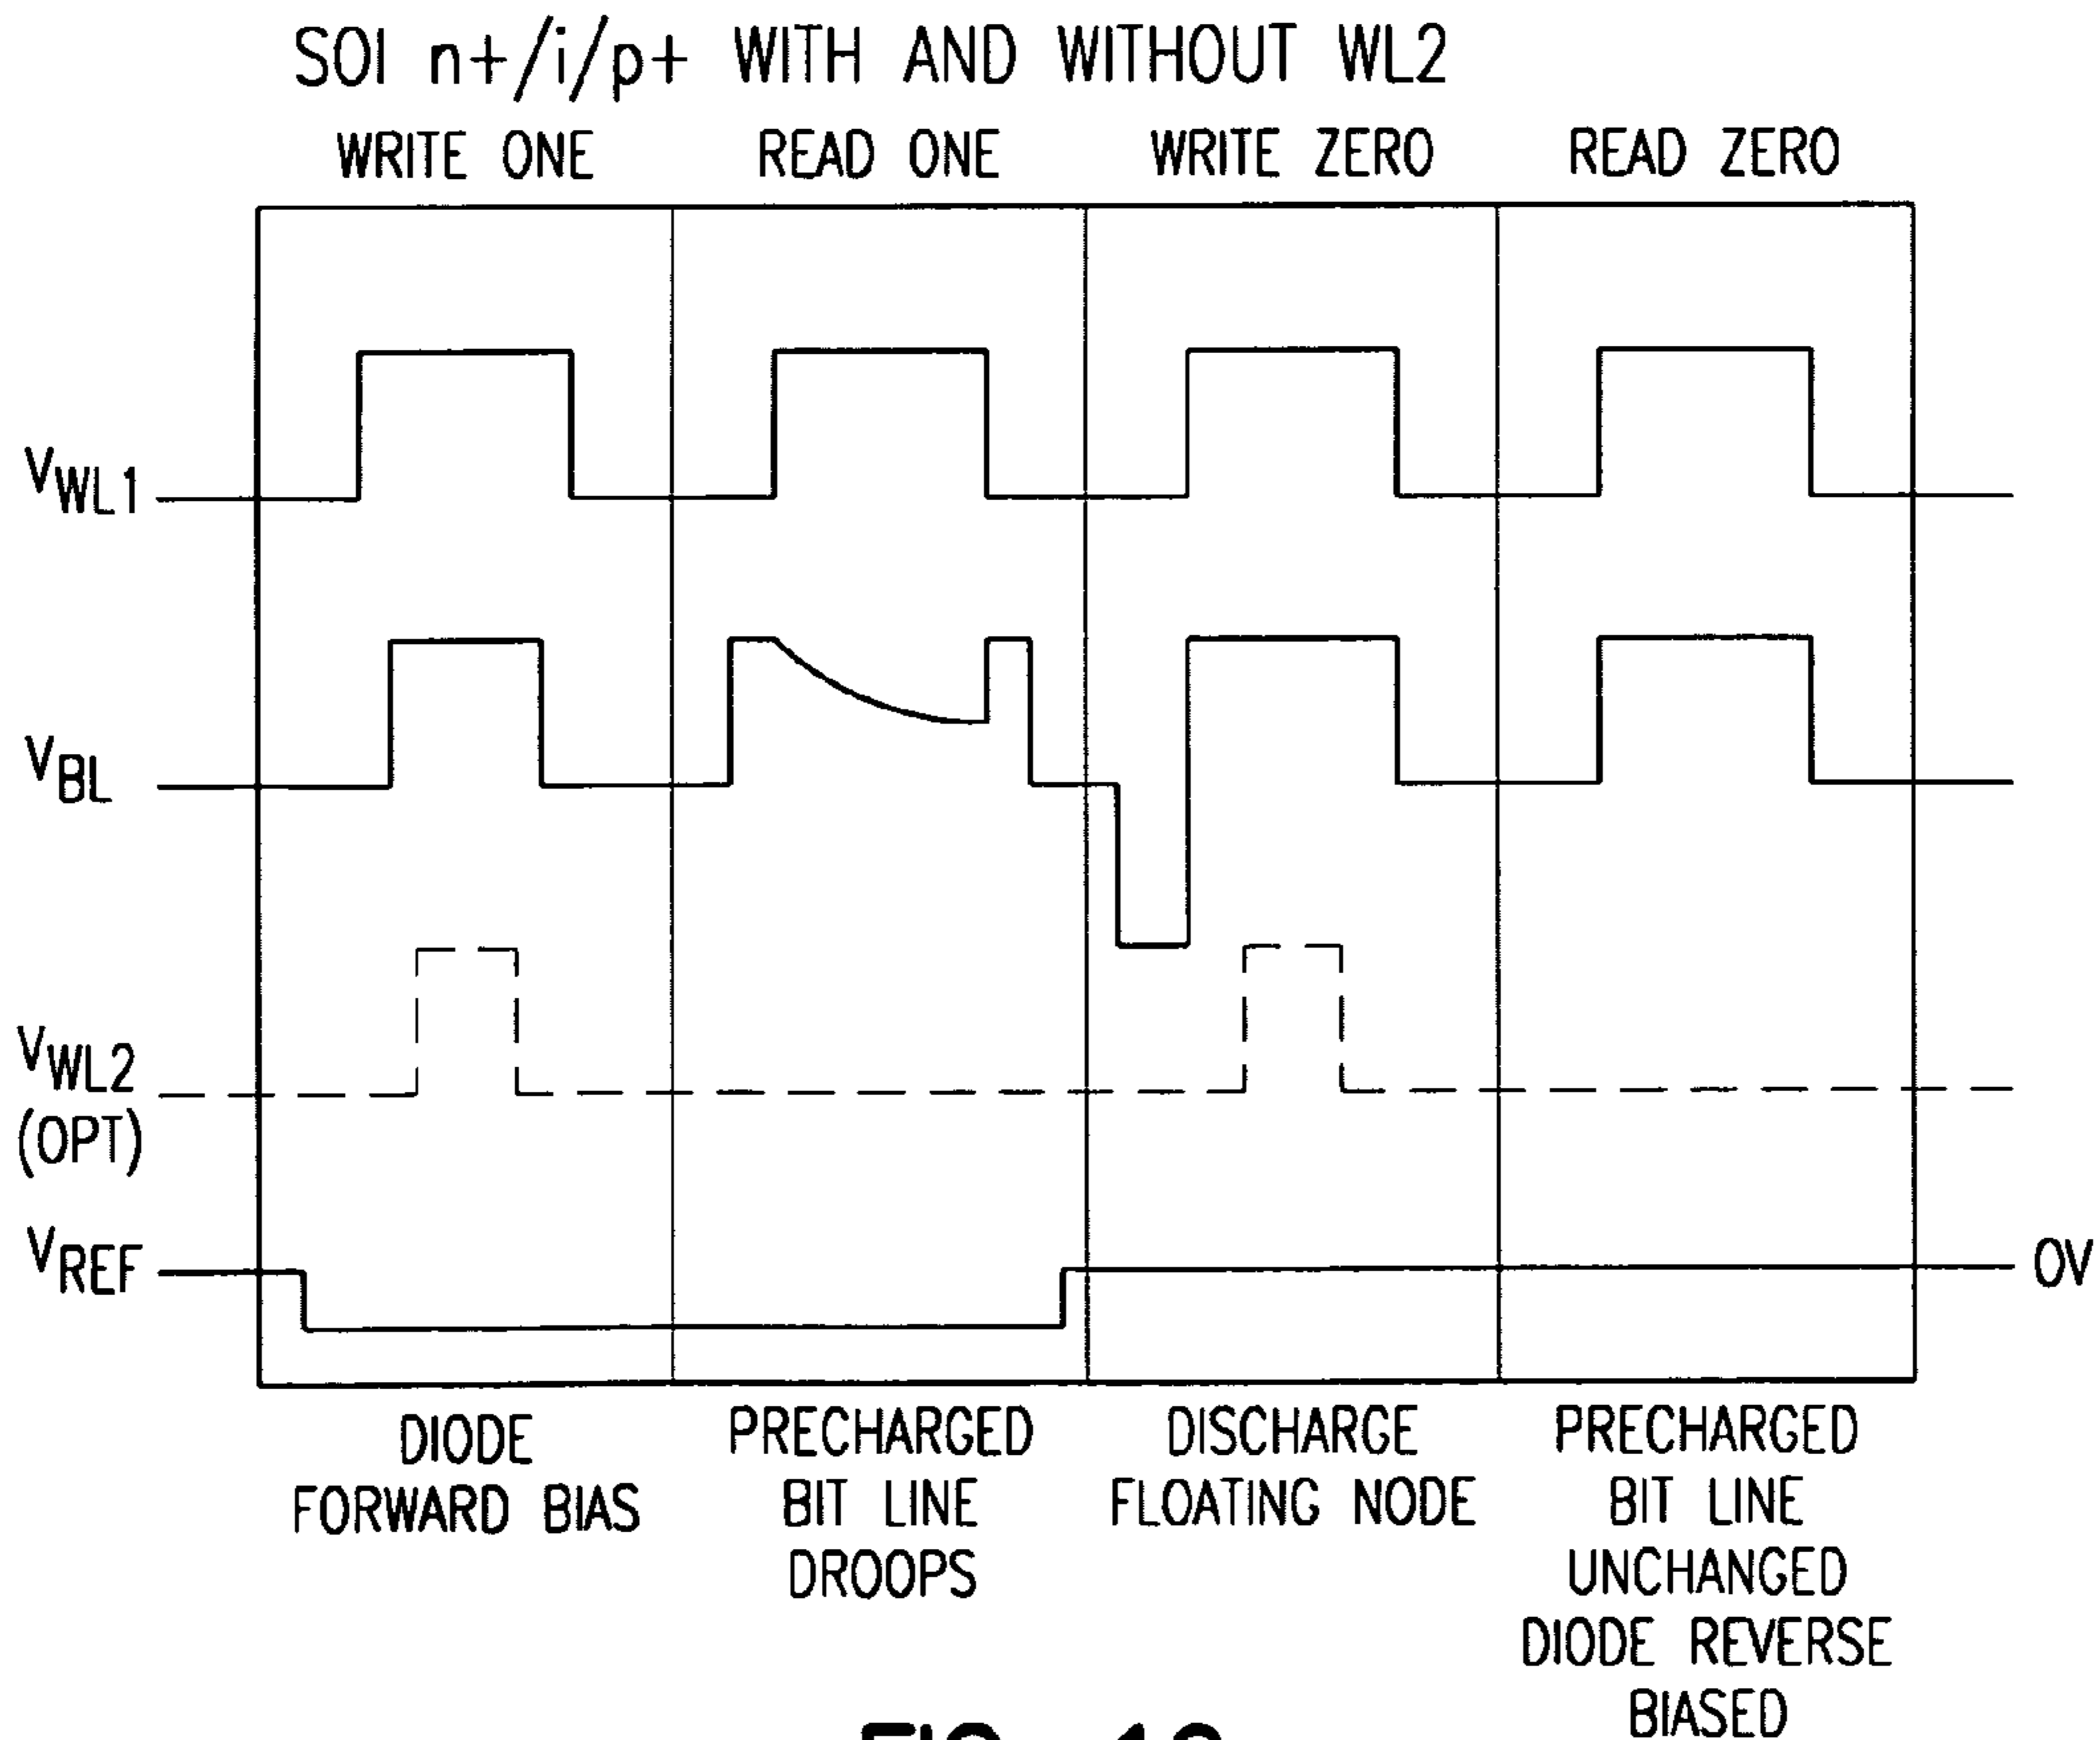 SOI n+/i/p+ WITH AND WITHOUT WL2
WRITE ONE READ ONE WRITE ZERO READ ZERO
VWL1
VBL
VWL2
(OPT)
VREF
0V
DIODE
FORWARD BIAS
PRECHARGED
BIT LINE
DROOPS
DISCHARGE
FLOATING NODE
PRECHARGED
BIT LINE
UNCHANGED
DIODE REVERSE
BIASED